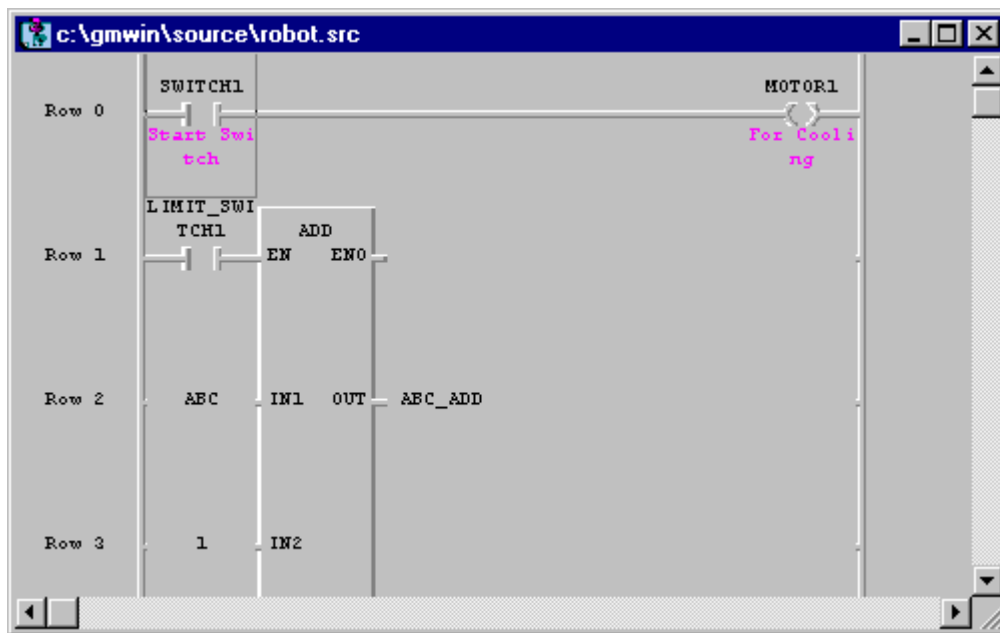 c:\gmwin\source\robot.src
SWITCH1 MOTOR1
Row 0
Start Swi For Cooli
tch ng
LIMIT_SWI
TCH1 ADD
Row 1 EN ENO
Row 2 ABC IN1 OUT ABC_ADD
Row 3 1 IN2